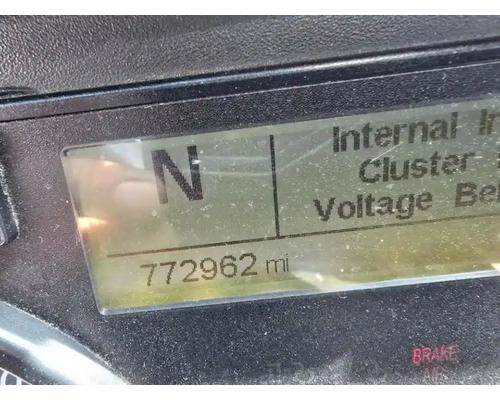 N
Internal
Cluster
Voltage
772962 mi
BRAKE